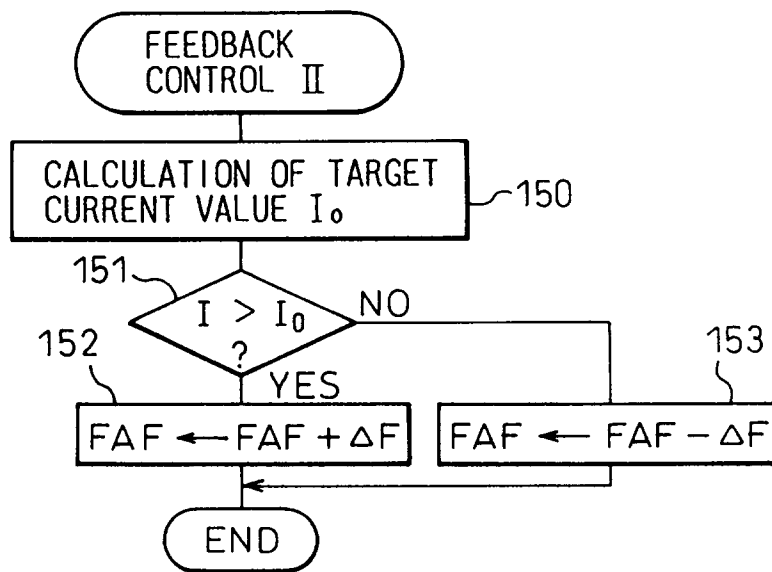 FEEDBACK
CONTROL II
CALCULATION OF TARGET
CURRENT VALUE I₀
150
151
I > I₀
?
NO
YES
152
FAF ← FAF + ΔF
153
FAF ← FAF − ΔF
END